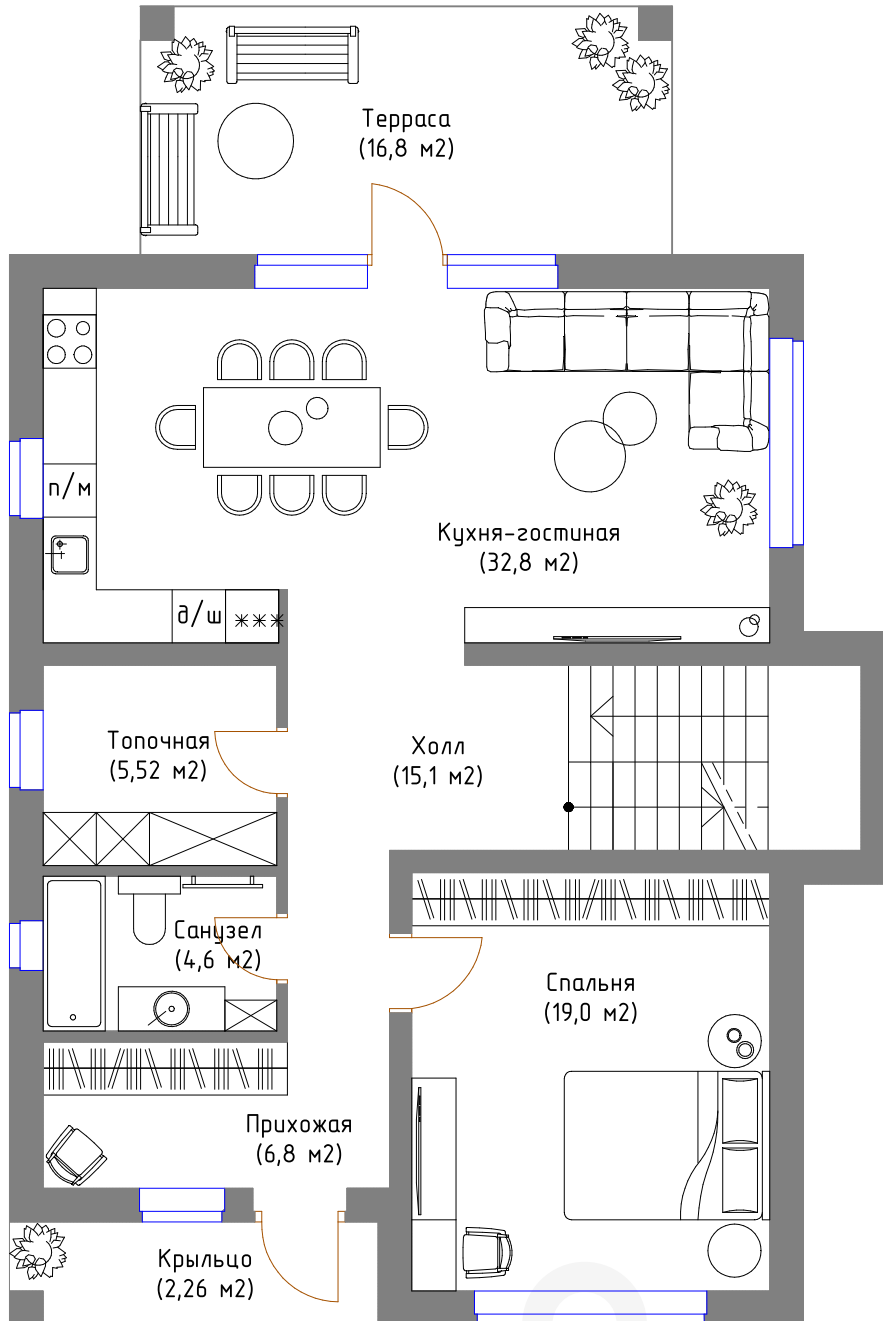 Терраса
(16,8 м2)
п/м
Кухня-гостиная
(32,8 м2)
д/ш
***
Топочная
(5,52 м2)
Холл
(15,1 м2)
Санузел
(4,6 м2)
Спальня
(19,0 м2)
Прихожая
(6,8 м2)
Крыльцо
(2,26 м2)